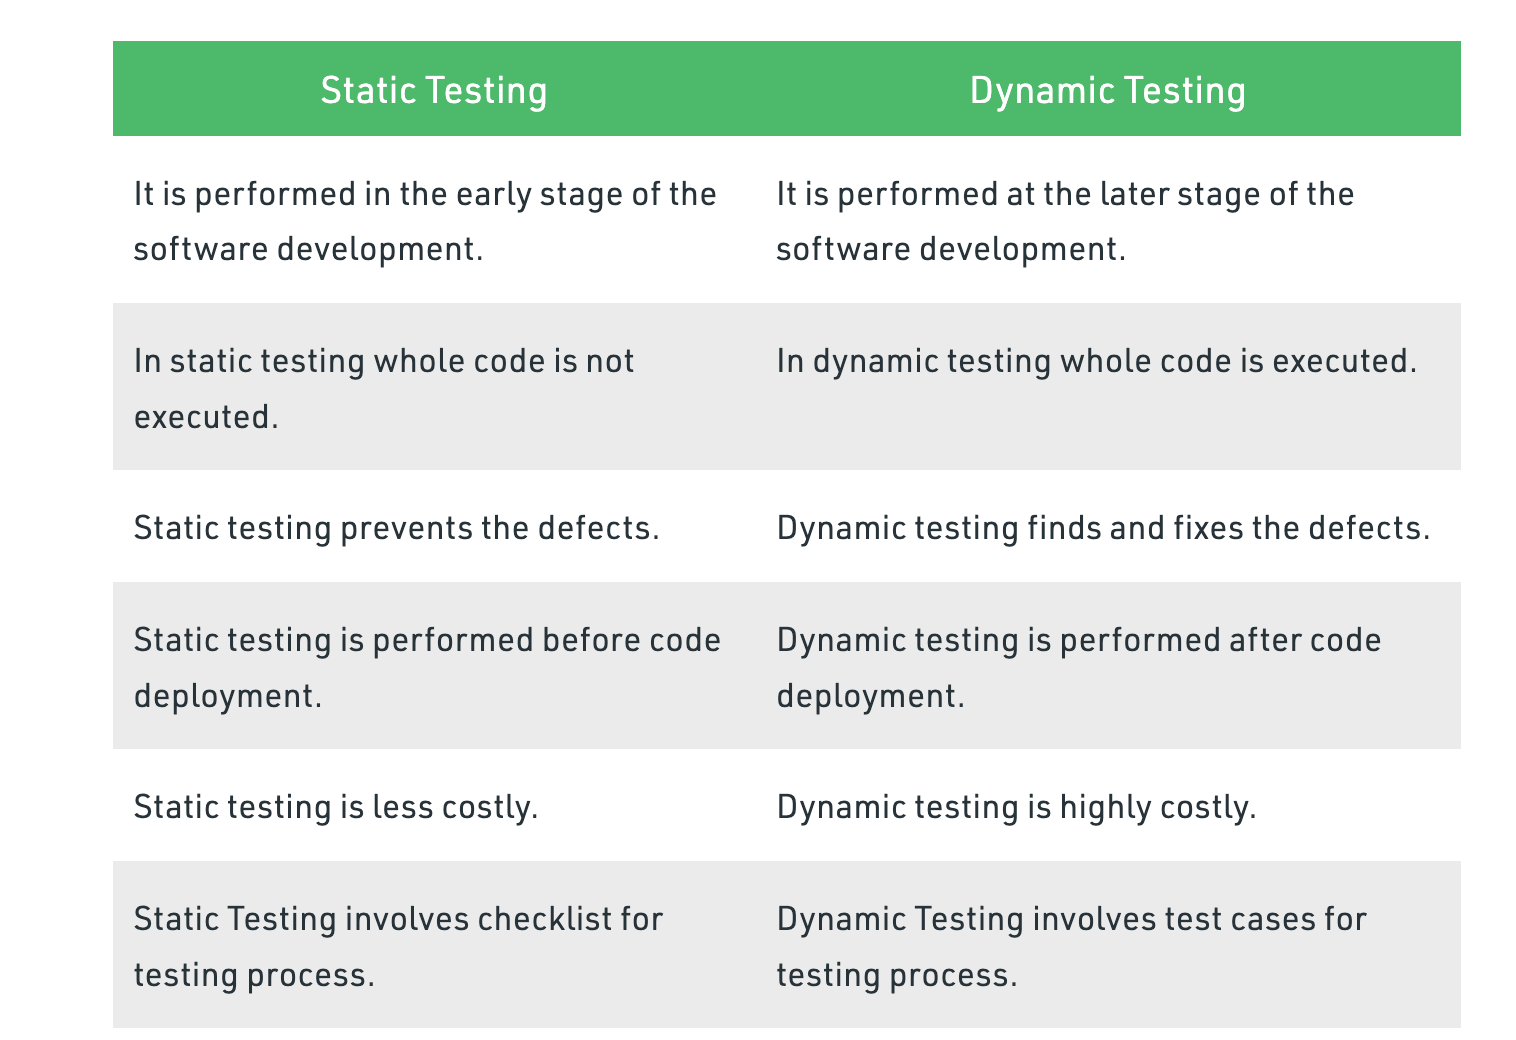 Static Testing
Dynamic Testing
It is performed in the early stage of the
software development.
It is performed at the later stage of the
software development.
In static testing whole code is not
executed.
In dynamic testing whole code is executed.
Static testing prevents the defects.
Dynamic testing finds and fixes the defects.
Static testing is performed before code
deployment.
Dynamic testing is performed after code
deployment.
Static testing is less costly.
Dynamic testing is highly costly.
Static Testing involves checklist for
testing process.
Dynamic Testing involves test cases for
testing process.